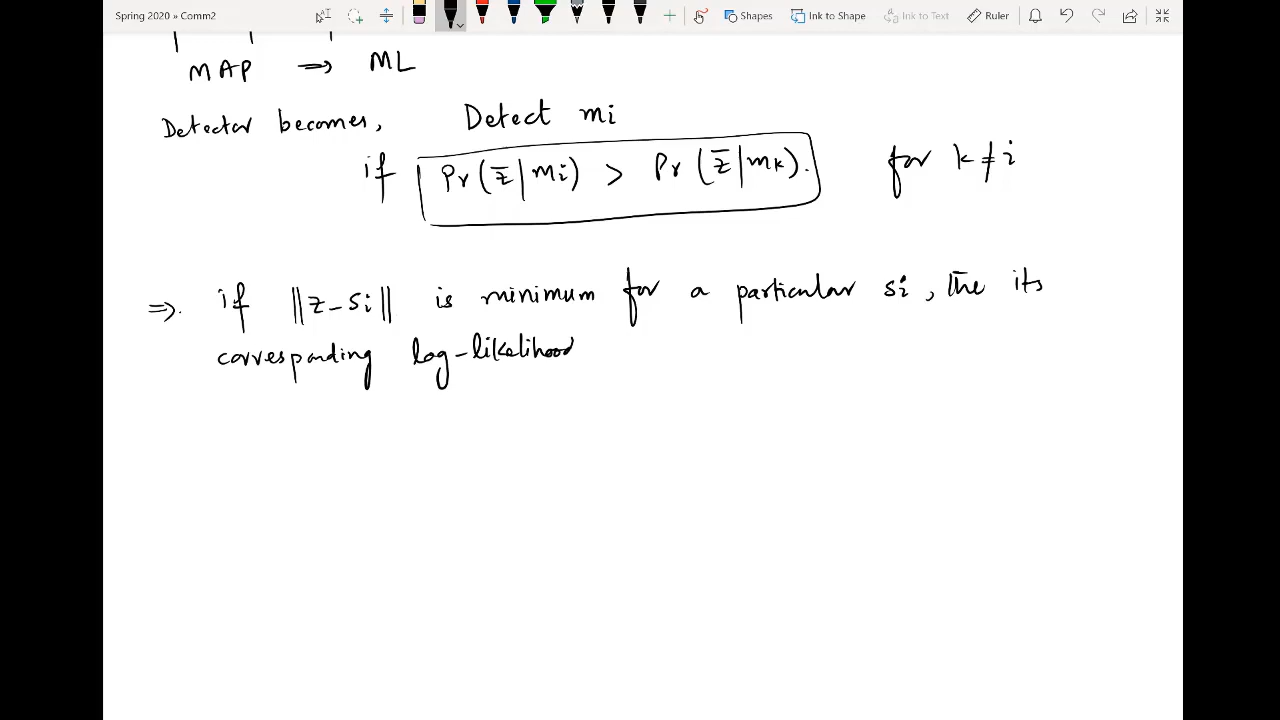 Spring 2020 » Comm2
Shapes
Ink to Shape
Ink to Text
Ruler
MAP ⇒ ML
Detector becomes, Detect mi
if Pr(z̄|mi) > Pr(z̄|mk). for k≠i
⇒. if ||z-si|| is minimum for a particular si, the its
corresponding log-likelihood